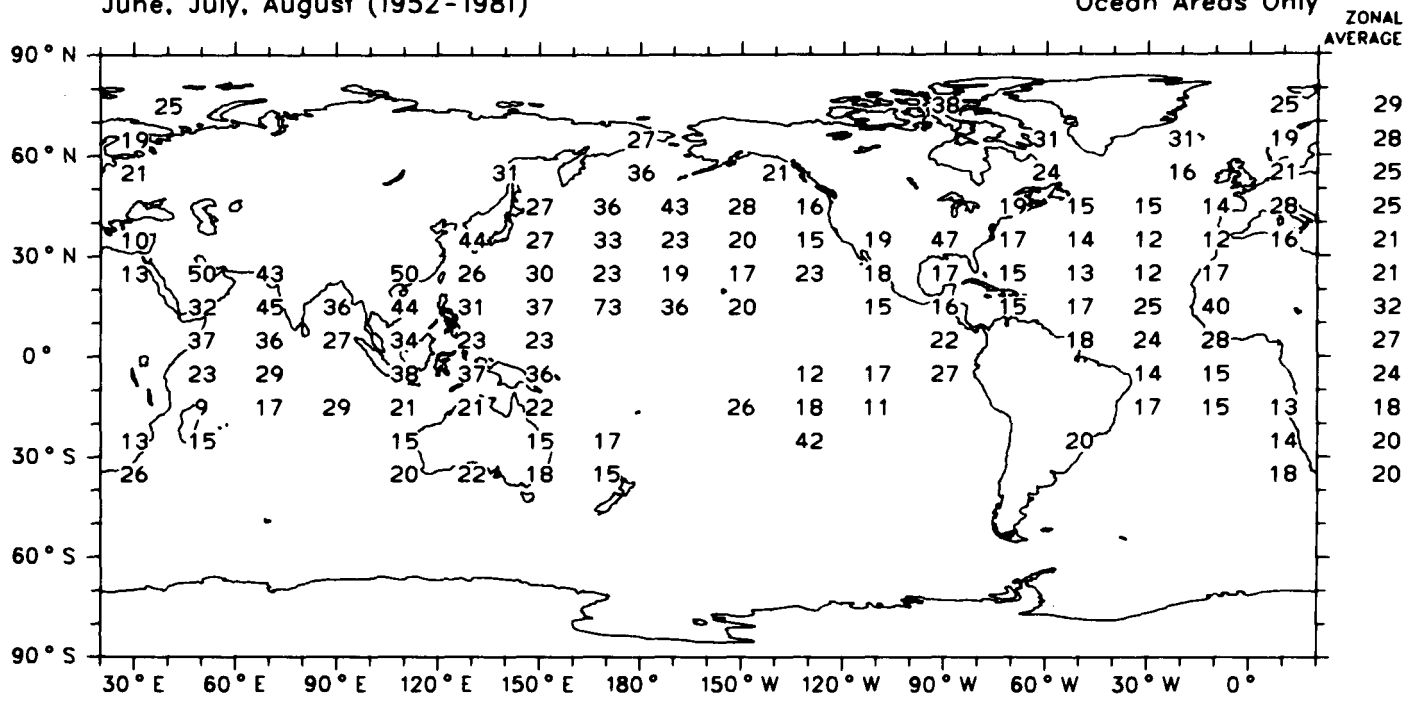 June, July, August (1952-1981) Ocean Areas Only
ZONAL
AVERAGE
90° N
25 38 25 29
19 27 31 31 19 28
60° N
21 31 36 21 24 16 21 25
27 36 43 28 16 19 15 15 14 28 25
10 44 27 33 23 20 15 19 47 17 14 12 12 16 21
30° N
13 50 43 50 26 30 23 19 17 23 18 17 15 13 12 17 21
32 45 36 44 31 37 73 36 20 15 16 15 17 25 40 32
37 36 27 34 23 23 22 18 24 28 27
0°
23 29 38 37 36 12 17 27 14 15 24
9 17 29 21 21 22 26 18 11 17 15 13 18
13 15 15 15 17 42 20 14 20
30° S
26 20 22 18 15 18 20
60° S
90° S
30° E 60° E 90° E 120° E 150° E 180° 150° W 120° W 90° W 60° W 30° W 0°